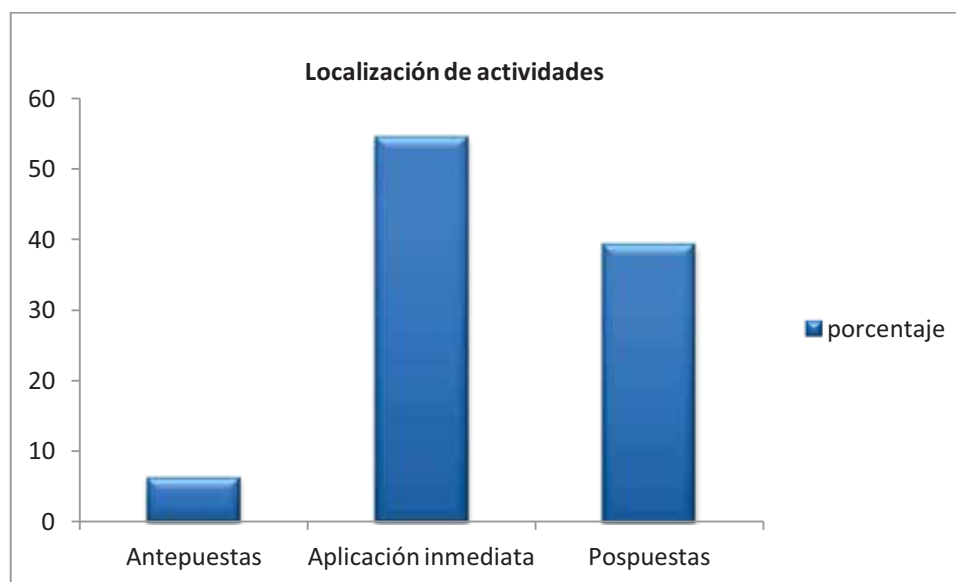 Localización de actividades
60
50
40
30
20
10
0
Antepuestas Aplicación inmediata Pospuestas
porcentaje